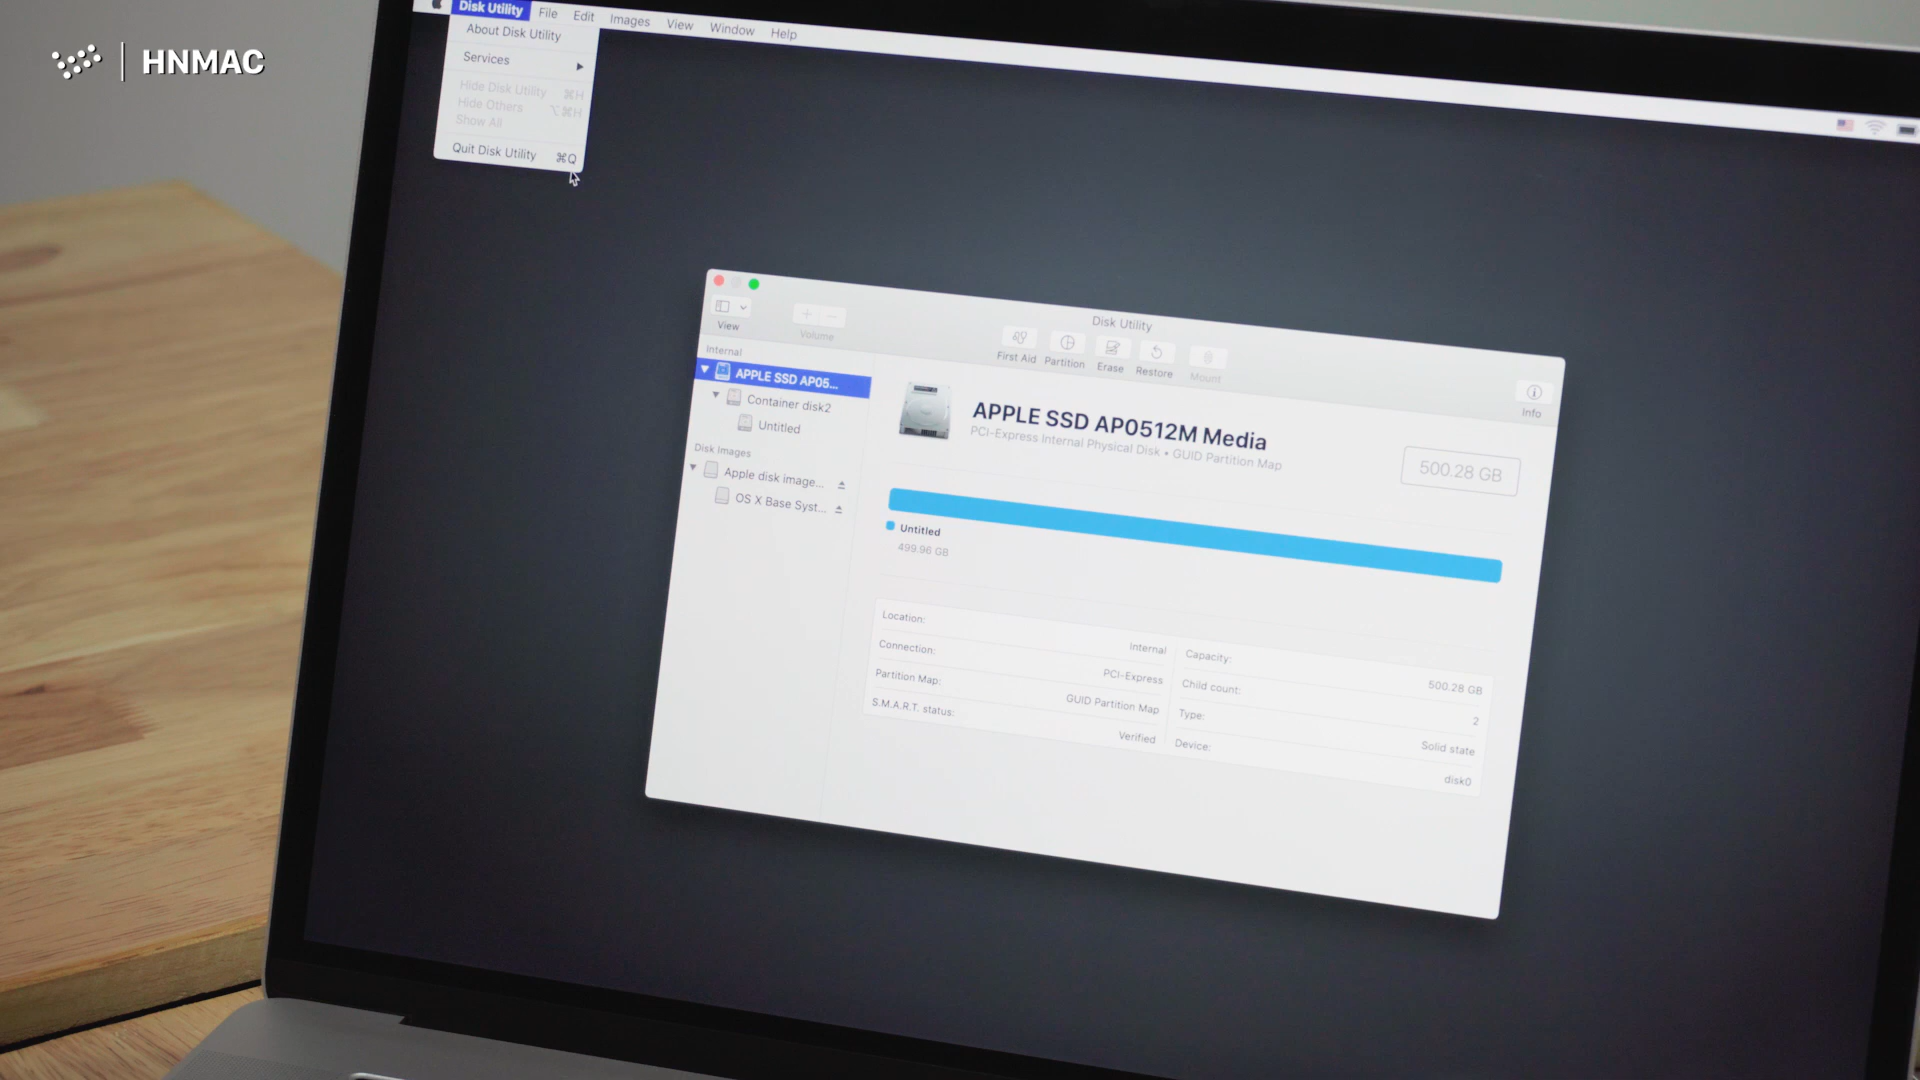 HNMAC
Disk Utility File Edit Images View Window Help
About Disk Utility
Services
Hide Disk Utility ⌘H
Hide Others ⌥⌘H
Show All
Quit Disk Utility ⌘Q
Disk Utility
View
Volume
First Aid
Partition
Erase
Restore
Mount
Info
Internal
APPLE SSD AP05...
Container disk2
Untitled
Disk Images
Apple disk image...
OS X Base Syst...
APPLE SSD AP0512M Media
PCI-Express Internal Physical Disk • GUID Partition Map
500.28 GB
Untitled
499.96 GB
Location: Internal
Connection: PCI-Express
Partition Map: GUID Partition Map
S.M.A.R.T. status: Verified
Capacity: 500.28 GB
Child count: 2
Type: Solid state
Device: disk0